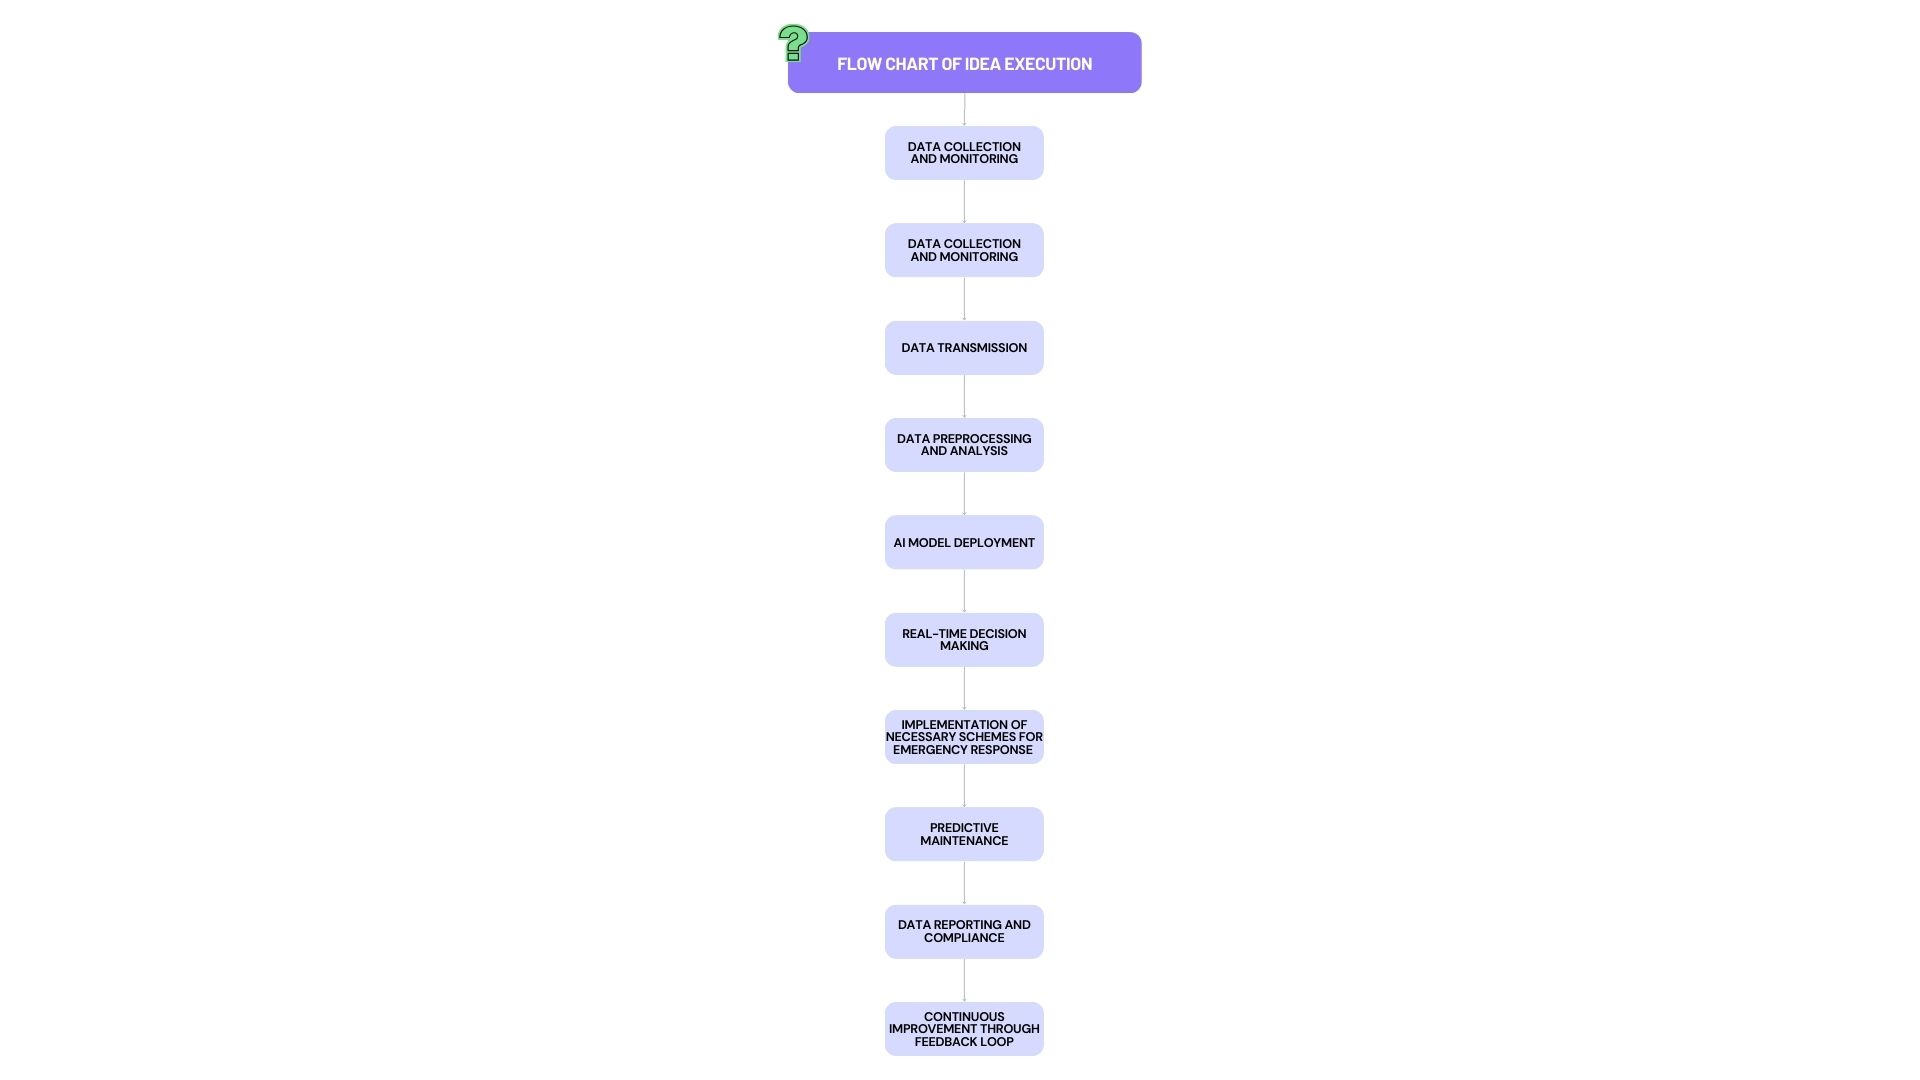 ?
FLOW CHART OF IDEA EXECUTION
DATA COLLECTION
AND MONITORING
DATA COLLECTION
AND MONITORING
DATA TRANSMISSION
DATA PREPROCESSING
AND ANALYSIS
AI MODEL DEPLOYMENT
REAL-TIME DECISION
MAKING
IMPLEMENTATION OF
NECESSARY SCHEMES FOR
EMERGENCY RESPONSE
PREDICTIVE
MAINTENANCE
DATA REPORTING AND
COMPLIANCE
CONTINUOUS
IMPROVEMENT THROUGH
FEEDBACK LOOP